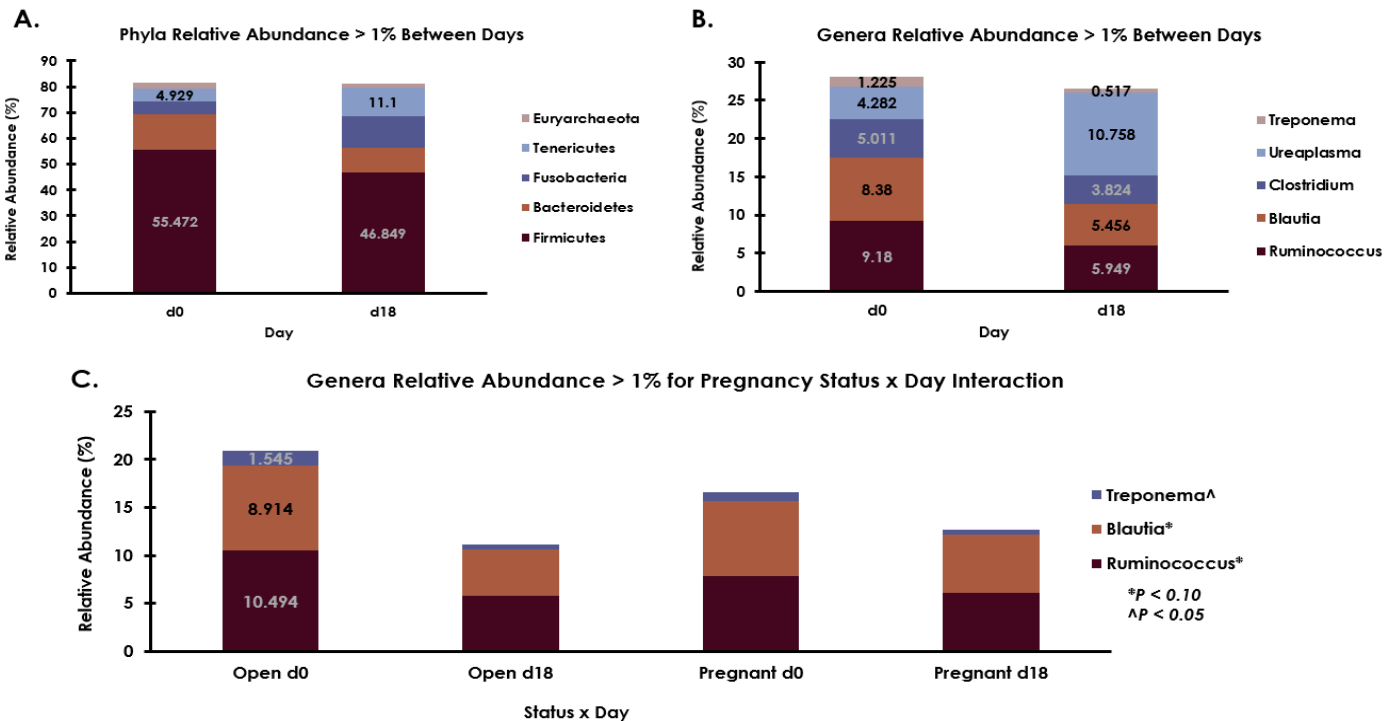 A.
Phyla Relative Abundance > 1% Between Days
Relative Abundance (%)
90
80
70
60
50
40
30
20
10
0
4.929
55.472
11.1
46.849
d0
d18
Day
Euryarchaeota
Tenericutes
Fusobacteria
Bacteroidetes
Firmicutes
B.
Genera Relative Abundance > 1% Between Days
Relative Abundance (%)
30
25
20
15
10
5
0
1.225
4.282
5.011
8.38
9.18
0.517
10.758
3.824
5.456
5.949
d0
d18
Day
Treponema
Ureaplasma
Clostridium
Blautia
Ruminococcus
C.
Genera Relative Abundance > 1% for Pregnancy Status x Day Interaction
Relative Abundance (%)
25
20
15
10
5
0
1.545
8.914
10.494
Open d0
Open d18
Pregnant d0
Pregnant d18
Status x Day
Treponema^
Blautia*
Ruminococcus*
*P < 0.10
^P < 0.05